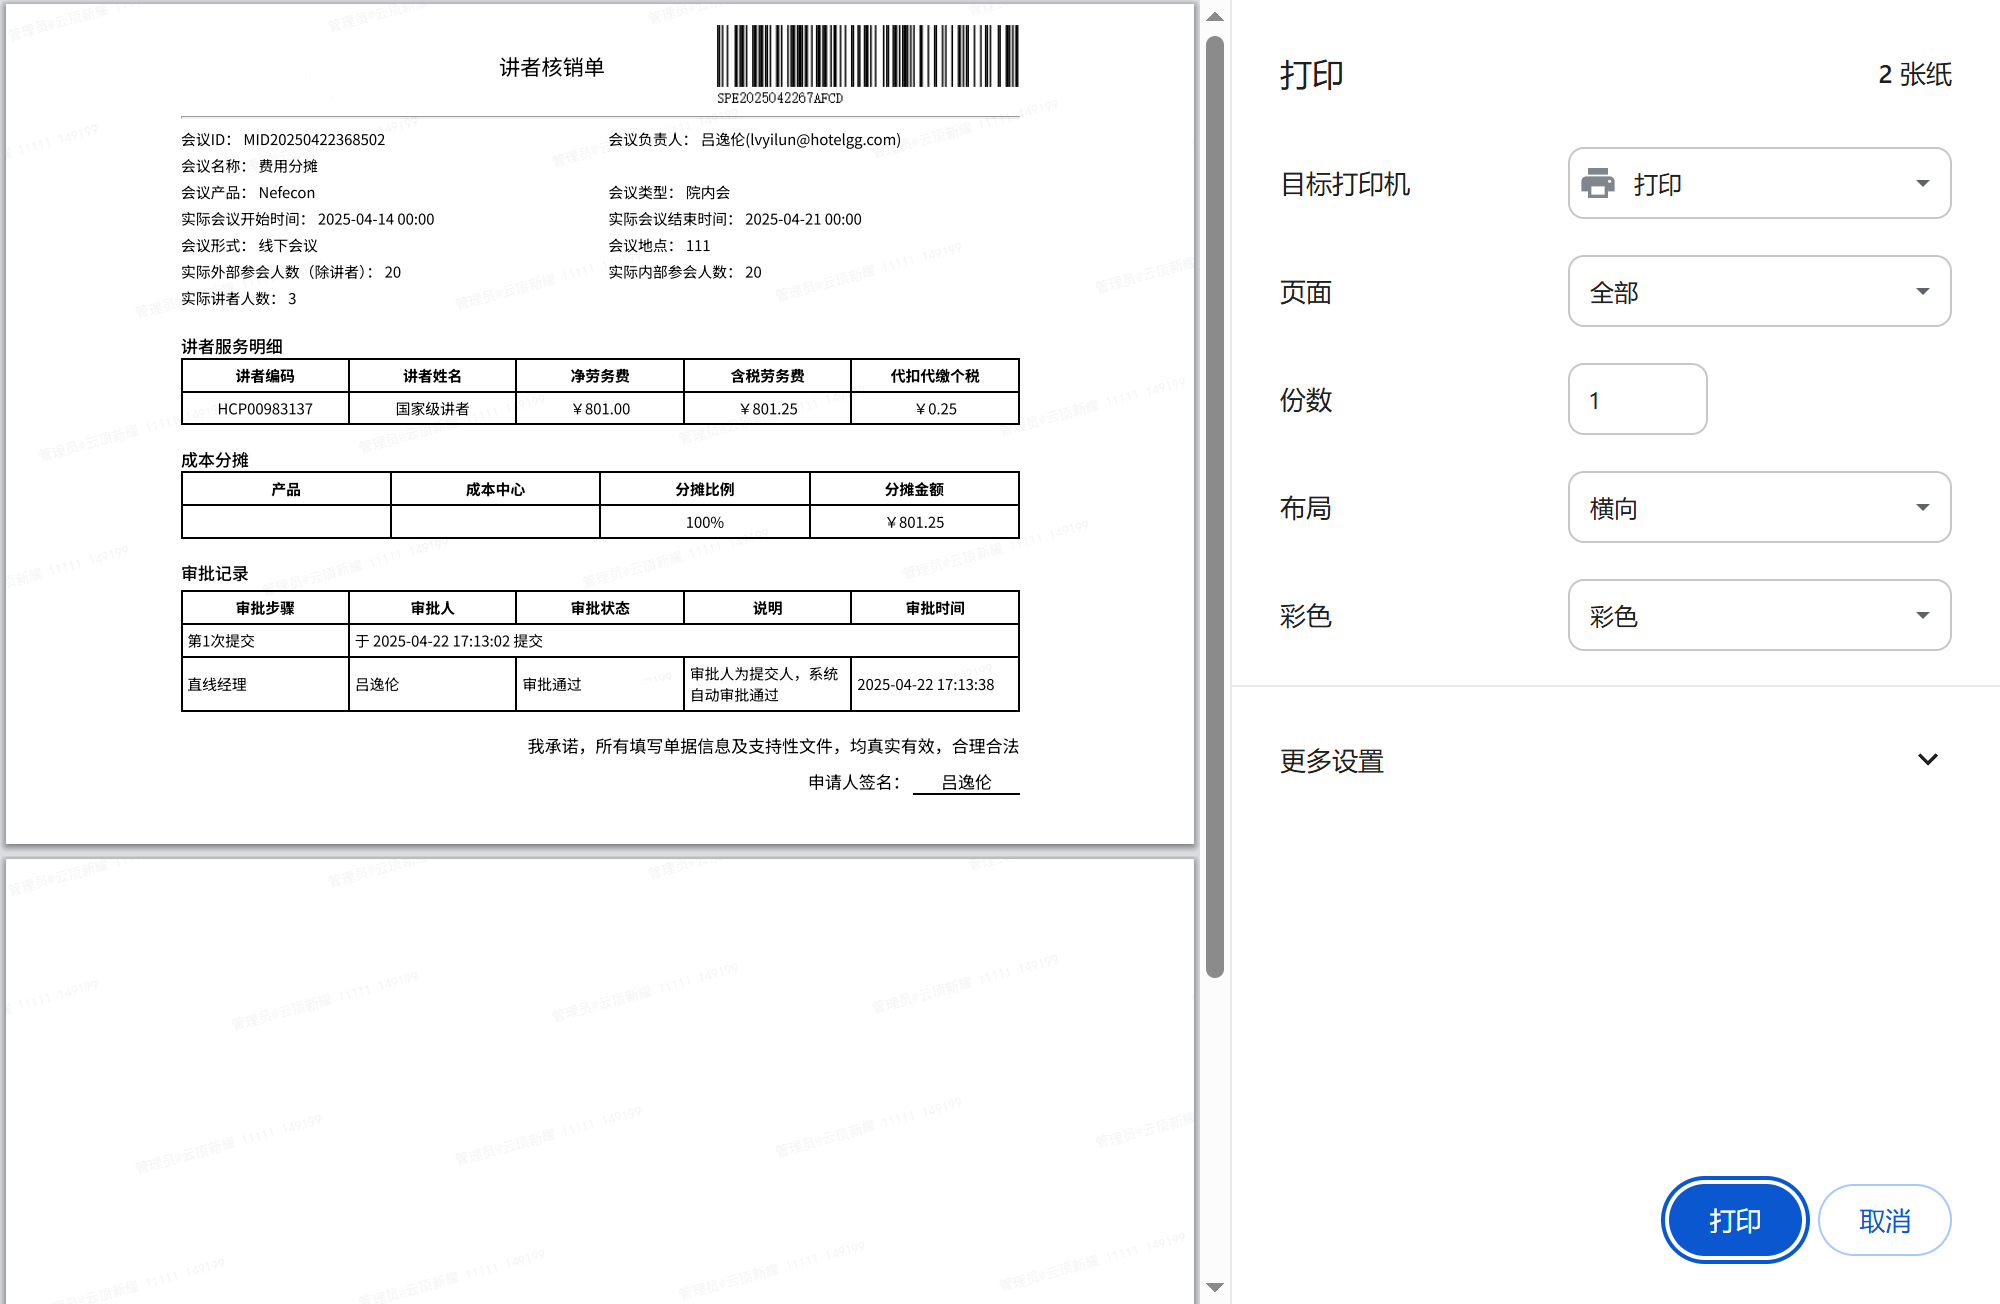 讲者核销单
SPE2025042267AFCD
会议ID： MID20250422368502
会议负责人： 吕逸伦(lvyilun@hotelgg.com)
会议名称： 费用分摊
会议产品： Nefecon
会议类型： 院内会
实际会议开始时间： 2025-04-14 00:00
实际会议结束时间： 2025-04-21 00:00
会议形式： 线下会议
会议地点： 111
实际外部参会人数（除讲者）： 20
实际内部参会人数： 20
实际讲者人数： 3
讲者服务明细
讲者编码 讲者姓名 净劳务费 含税劳务费 代扣代缴个税
HCP00983137 国家级讲者 ￥801.00 ￥801.25 ￥0.25
成本分摊
产品 成本中心 分摊比例 分摊金额
100% ￥801.25
审批记录
审批步骤 审批人 审批状态 说明 审批时间
第1次提交 于 2025-04-22 17:13:02 提交
直线经理 吕逸伦 审批通过 审批人为提交人，系统
自动审批通过 2025-04-22 17:13:38
我承诺，所有填写单据信息及支持性文件，均真实有效，合理合法
申请人签名： 吕逸伦
管理员@云顶新耀 11111 149199
打印
2 张纸
目标打印机
打印
页面
全部
份数
1
布局
横向
彩色
彩色
更多设置
打印
取消